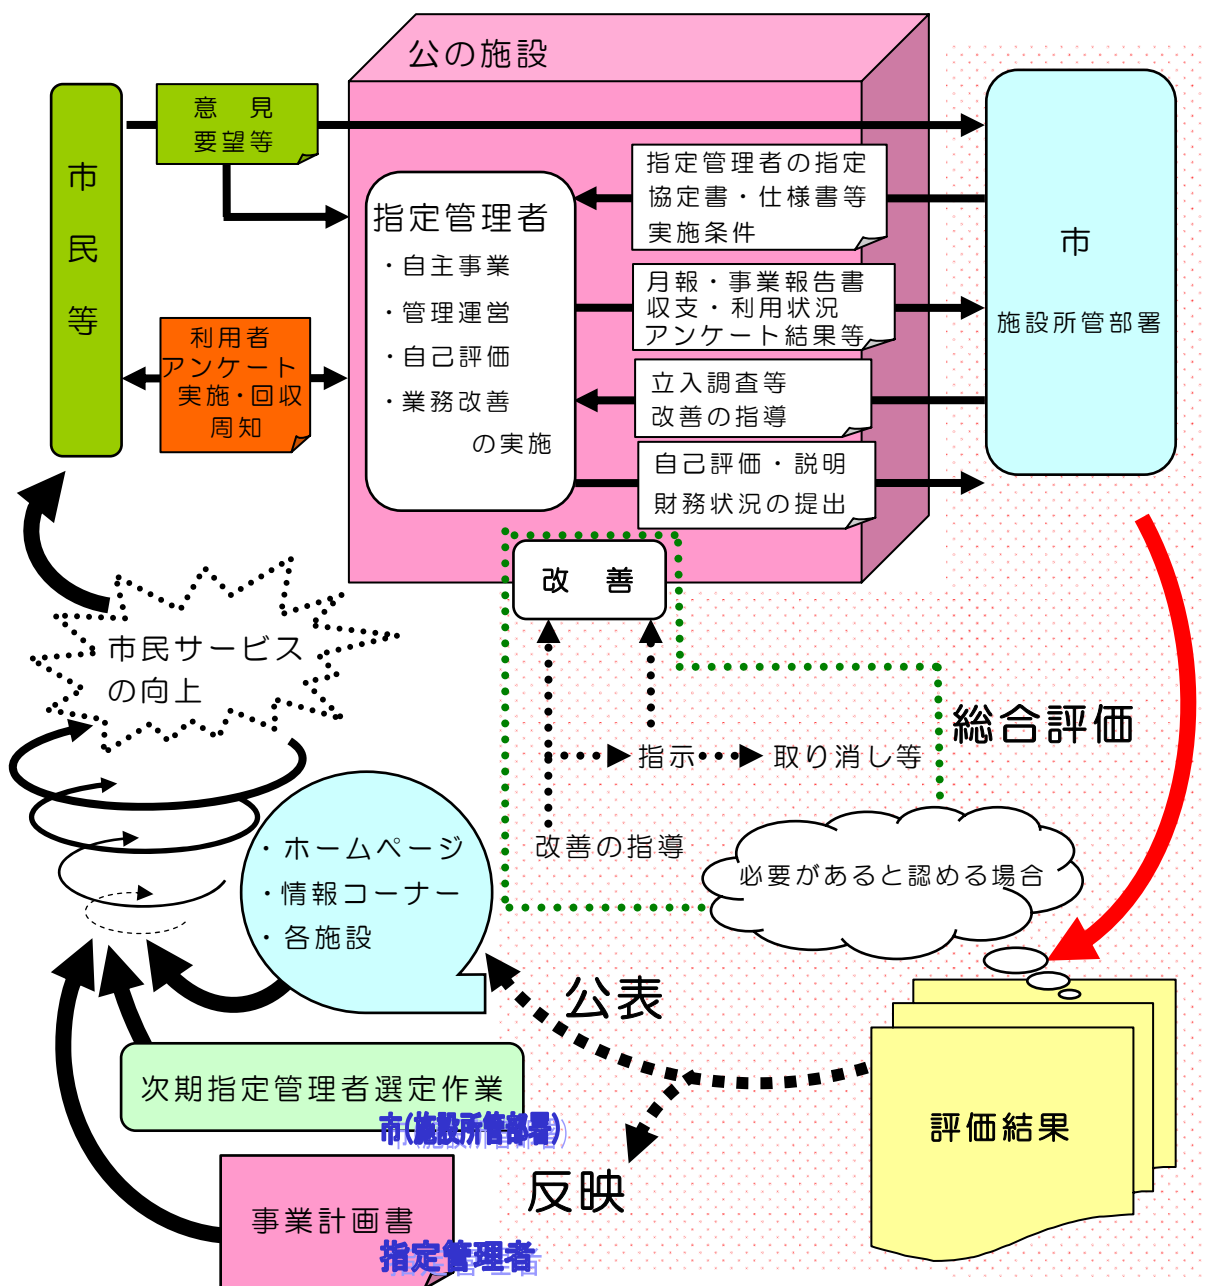 公の施設
意　見
要望等
市民等
指定管理者
・自主事業
・管理運営
・自己評価
・業務改善
の実施
指定管理者の指定
協定書・仕様書等
実施条件
月報・事業報告書
収支・利用状況
アンケート結果等
立入調査等
改善の指導
自己評価・説明
財務状況の提出
市
施設所管部署
利用者
アンケート
実施・回収
周知
改　善
市民サービス
の向上
総合評価
指示
取り消し等
改善の指導
必要があると認める場合
・ホームページ
・情報コーナー
・各施設
公表
次期指定管理者選定作業
市(施設所管部署)
反映
評価結果
事業計画書
指定管理者